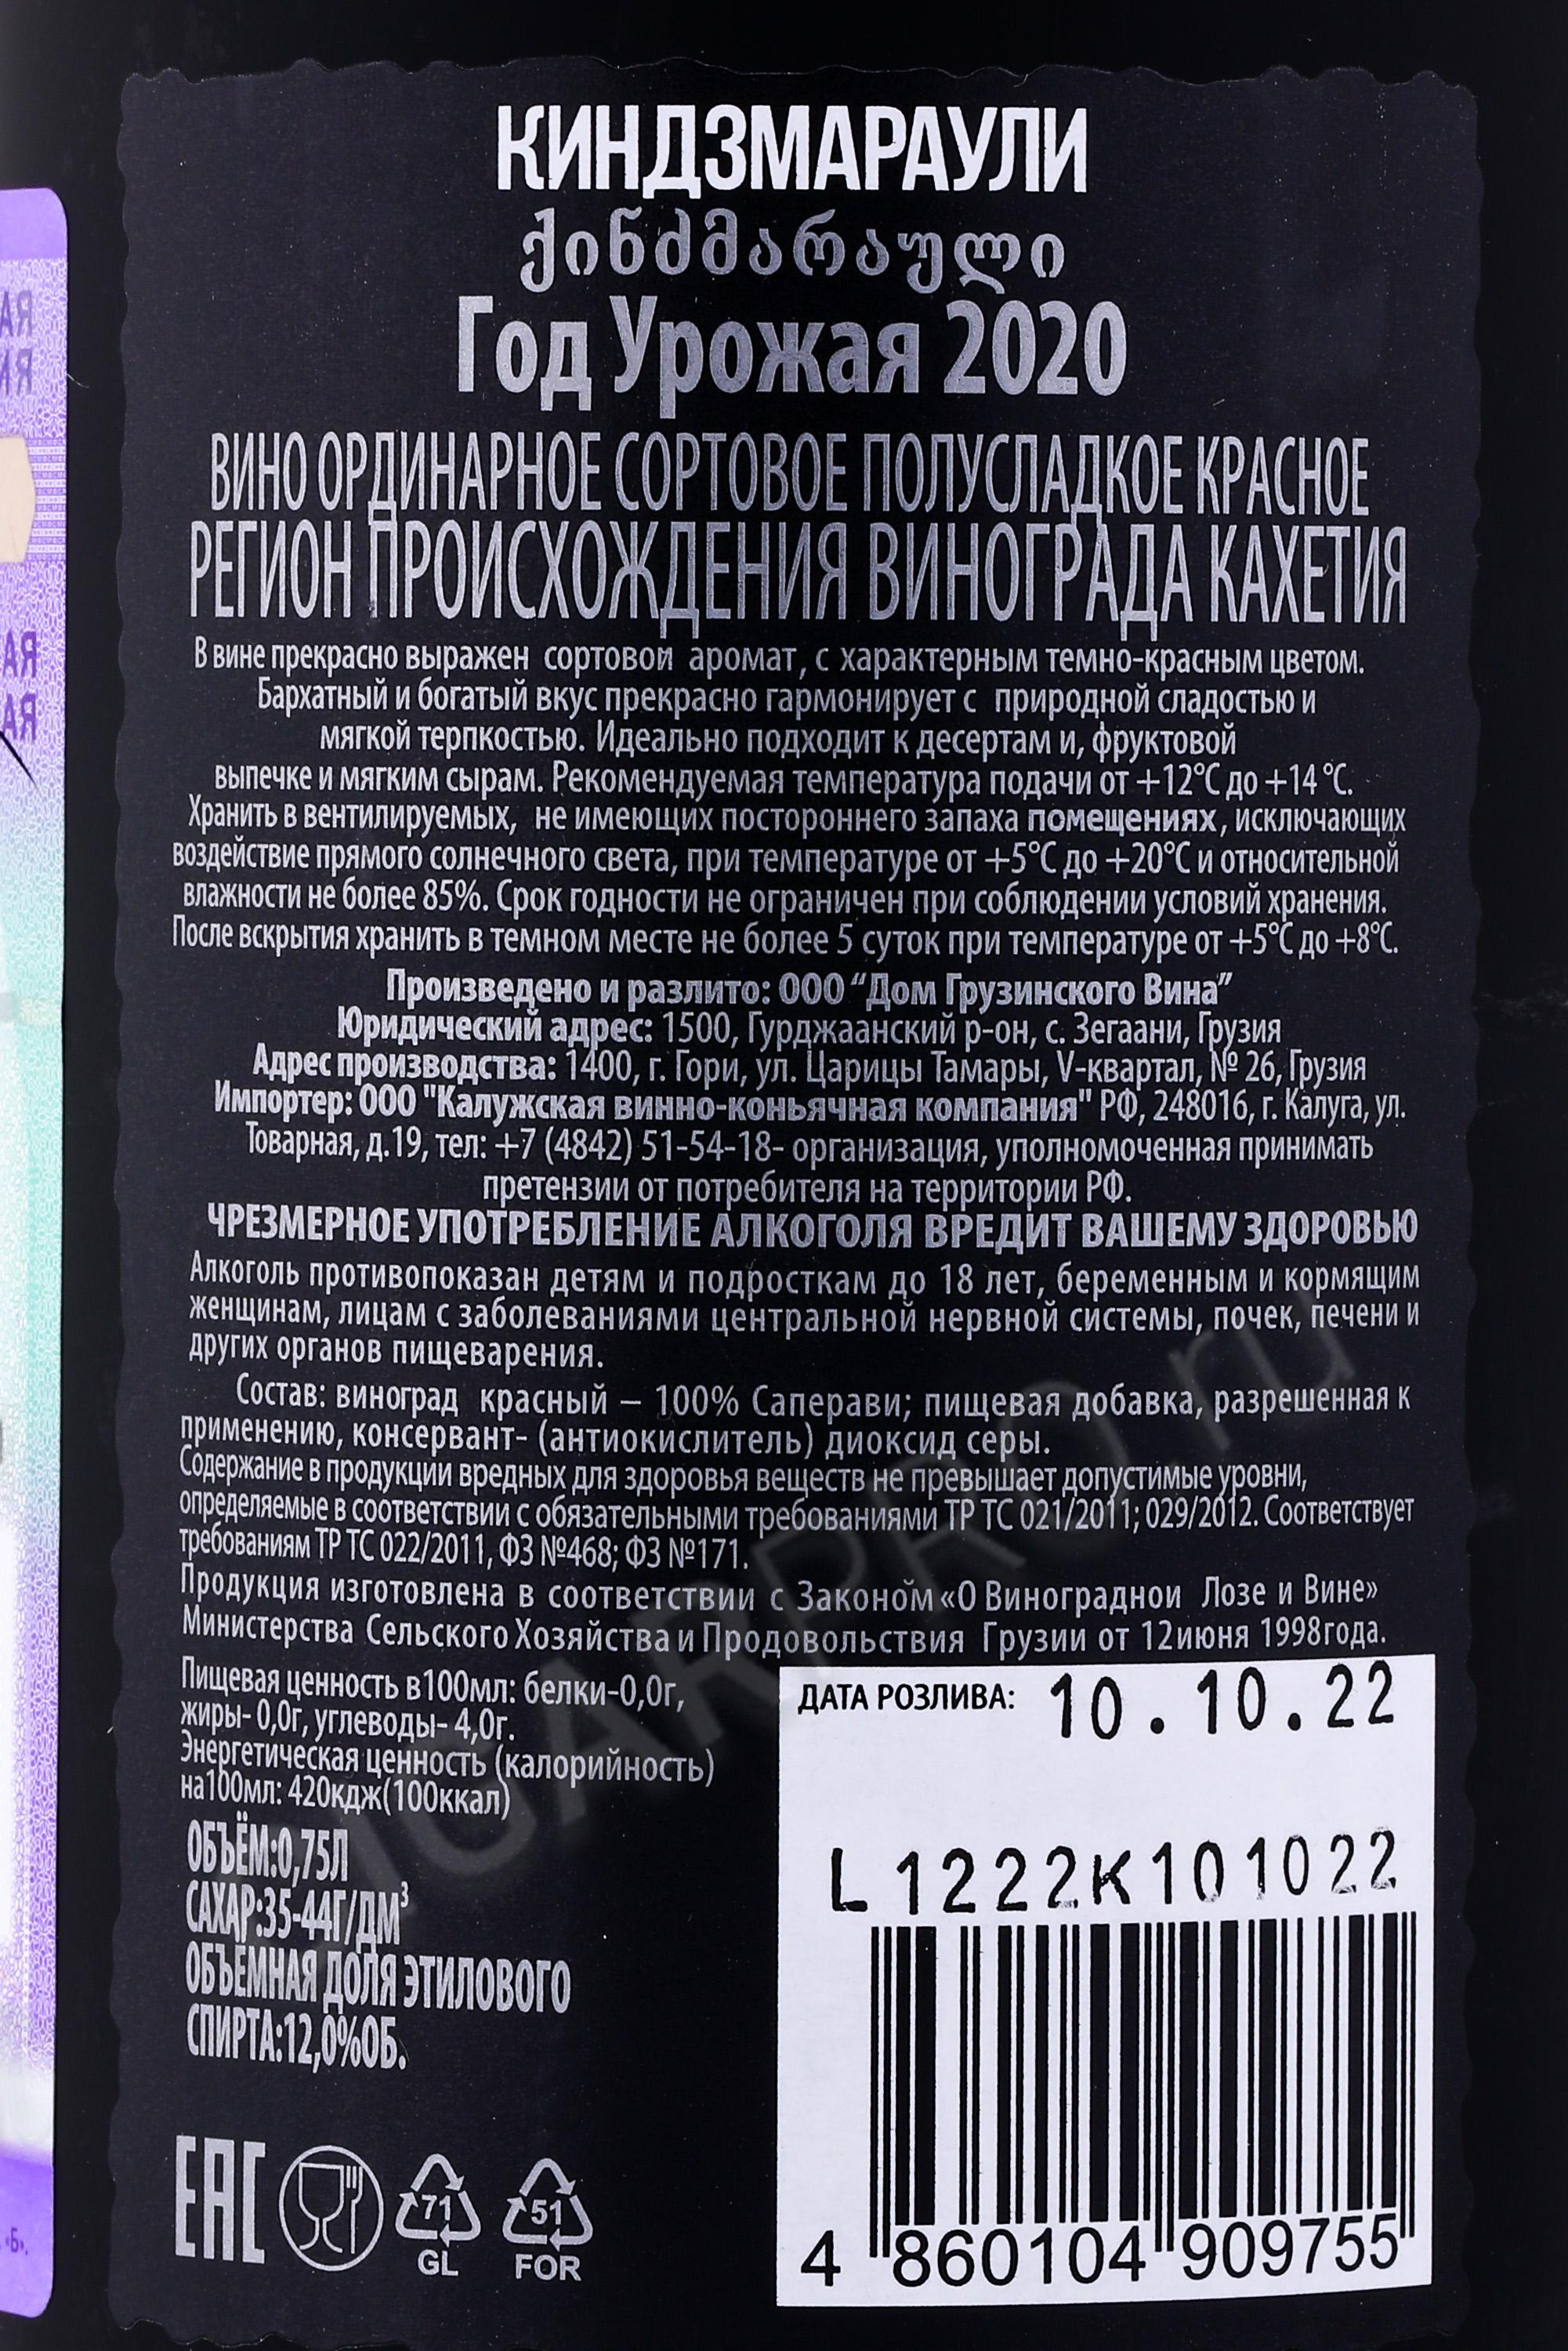 КИНДЗМАРАУЛИ
ქინძმარაული
Год Урожая 2020
ВИНО ОРДИНАРНОЕ СОРТОВОЕ ПОЛУСЛАДКОЕ КРАСНОЕ
РЕГИОН ПРОИСХОЖДЕНИЯ ВИНОГРАДА КАХЕТИЯ
В вине прекрасно выражен сортовои аромат, с характерным темно-красным цветом.
Бархатный и богатый вкус прекрасно гармонирует с природной сладостью и
мягкой терпкостью. Идеально подходит к десертам и, фруктовой
выпечке и мягким сырам. Рекомендуемая температура подачи от +12°С до +14 °С.
Хранить в вентилируемых, не имеющих постороннего запаха помещениях, исключающих
воздействие прямого солнечного света, при температуре от +5°С до +20°С и относительной
влажности не более 85%. Срок годности не ограничен при соблюдении условий хранения.
После вскрытия хранить в темном месте не более 5 суток при температуре от +5°С до +8°С.
Произведено и разлито: ООО “Дом Грузинского Вина”
Юридический адрес: 1500, Гурджаанский р-он, с. Зегаани, Грузия
Адрес производства: 1400, г. Гори, ул. Царицы Тамары, V-квартал, № 26, Грузия
Импортер: ООО "Калужская винно-коньячная компания" РФ, 248016, г. Калуга, ул.
Товарная, д.19, тел: +7 (4842) 51-54-18- организация, уполномоченная принимать
претензии от потребителя на территории РФ.
ЧРЕЗМЕРНОЕ УПОТРЕБЛЕНИЕ АЛКОГОЛЯ ВРЕДИТ ВАШЕМУ ЗДОРОВЬЮ
Алкоголь противопоказан детям и подросткам до 18 лет, беременным и кормящим
женщинам, лицам с заболеваниями центральной нервной системы, почек, печени и
других органов пищеварения.
Состав: виноград красный – 100% Саперави; пищевая добавка, разрешенная к
применению, консервант- (антиокислитель) диоксид серы.
Содержание в продукции вредных для здоровья веществ не превышает допустимые уровни,
определяемые в соответствии с обязательными требованиями ТР ТС 021/2011; 029/2012. Соответствует
требованиям ТР ТС 022/2011, ФЗ №468; ФЗ №171.
Продукция изготовлена в соответствии с Законом «О Винограднои Лозе и Вине»
Министерства Сельского Хозяйства и Продовольствия Грузии от 12июня 1998года.
Пищевая ценность в100мл: белки-0,0г,
жиры- 0,0г, углеводы- 4,0г.
Энергетическая ценность (калорийность)
на100мл: 420кдж(100ккал)
ОБЪЁМ:0,75Л
САХАР:35-44Г/ДМ³
ОБЪЁМНАЯ ДОЛЯ ЭТИЛОВОГО
СПИРТА:12,0%ОБ.
ДАТА РОЗЛИВА: 10.10.22
L1222K101022
4 860104 909755
ЕАС
71
GL
51
FOR
«Б».